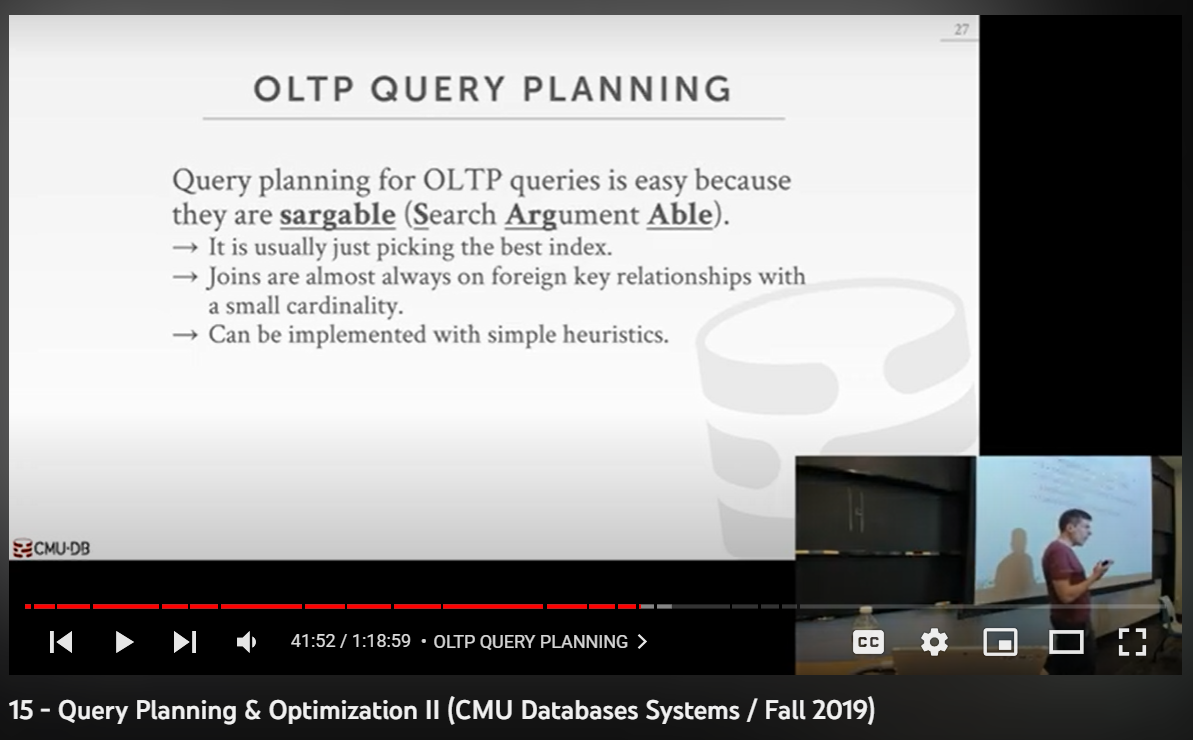 27
OLTP QUERY PLANNING
Query planning for OLTP queries is easy because
they are sargable (Search Argument Able).
→ It is usually just picking the best index.
→ Joins are almost always on foreign key relationships with
a small cardinality.
→ Can be implemented with simple heuristics.
CMU·DB
41:52 / 1:18:59 • OLTP QUERY PLANNING >
CC
15 - Query Planning & Optimization II (CMU Databases Systems / Fall 2019)